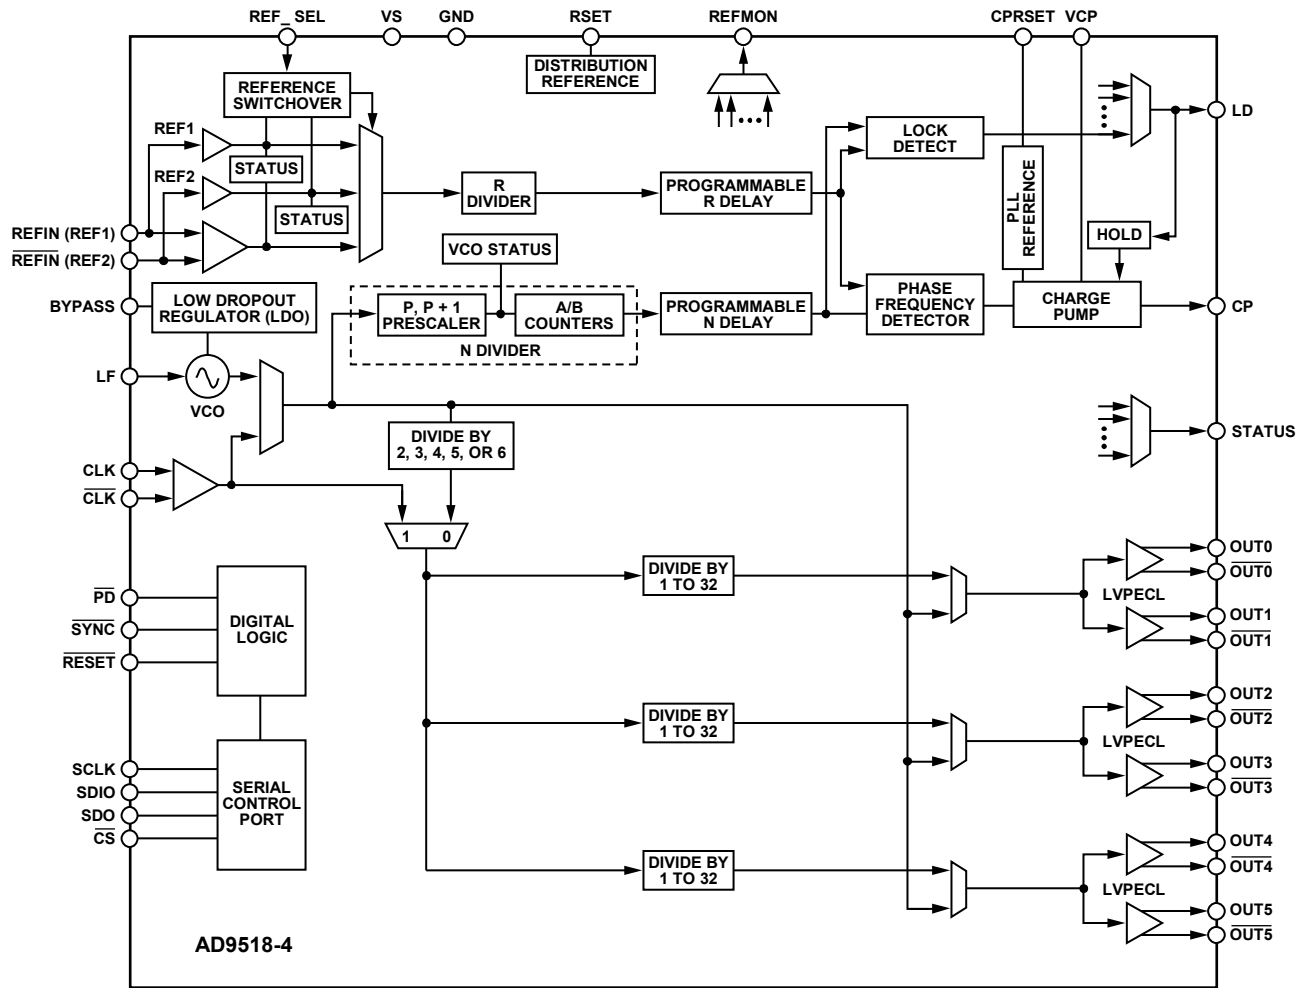 REF_ SEL
VS
GND
RSET
REFMON
CPRSET
VCP
DISTRIBUTION
REFERENCE
REFERENCE
SWITCHOVER
REF1
STATUS
REF2
STATUS
R
DIVIDER
PROGRAMMABLE
R DELAY
LOCK
DETECT
PLL
REFERENCE
LD
HOLD
REFIN (REF1)
REFIN (REF2)
VCO STATUS
BYPASS
LOW DROPOUT
REGULATOR (LDO)
P, P + 1
PRESCALER
A/B
COUNTERS
N DIVIDER
PROGRAMMABLE
N DELAY
PHASE
FREQUENCY
DETECTOR
CHARGE
PUMP
CP
LF
VCO
DIVIDE BY
2, 3, 4, 5, OR 6
STATUS
CLK
CLK
1 0
DIVIDE BY
1 TO 32
LVPECL
OUT0
OUT0
OUT1
OUT1
PD
SYNC
RESET
DIGITAL
LOGIC
DIVIDE BY
1 TO 32
LVPECL
OUT2
OUT2
OUT3
OUT3
SCLK
SDIO
SDO
CS
SERIAL
CONTROL
PORT
DIVIDE BY
1 TO 32
LVPECL
OUT4
OUT4
OUT5
OUT5
AD9518-4